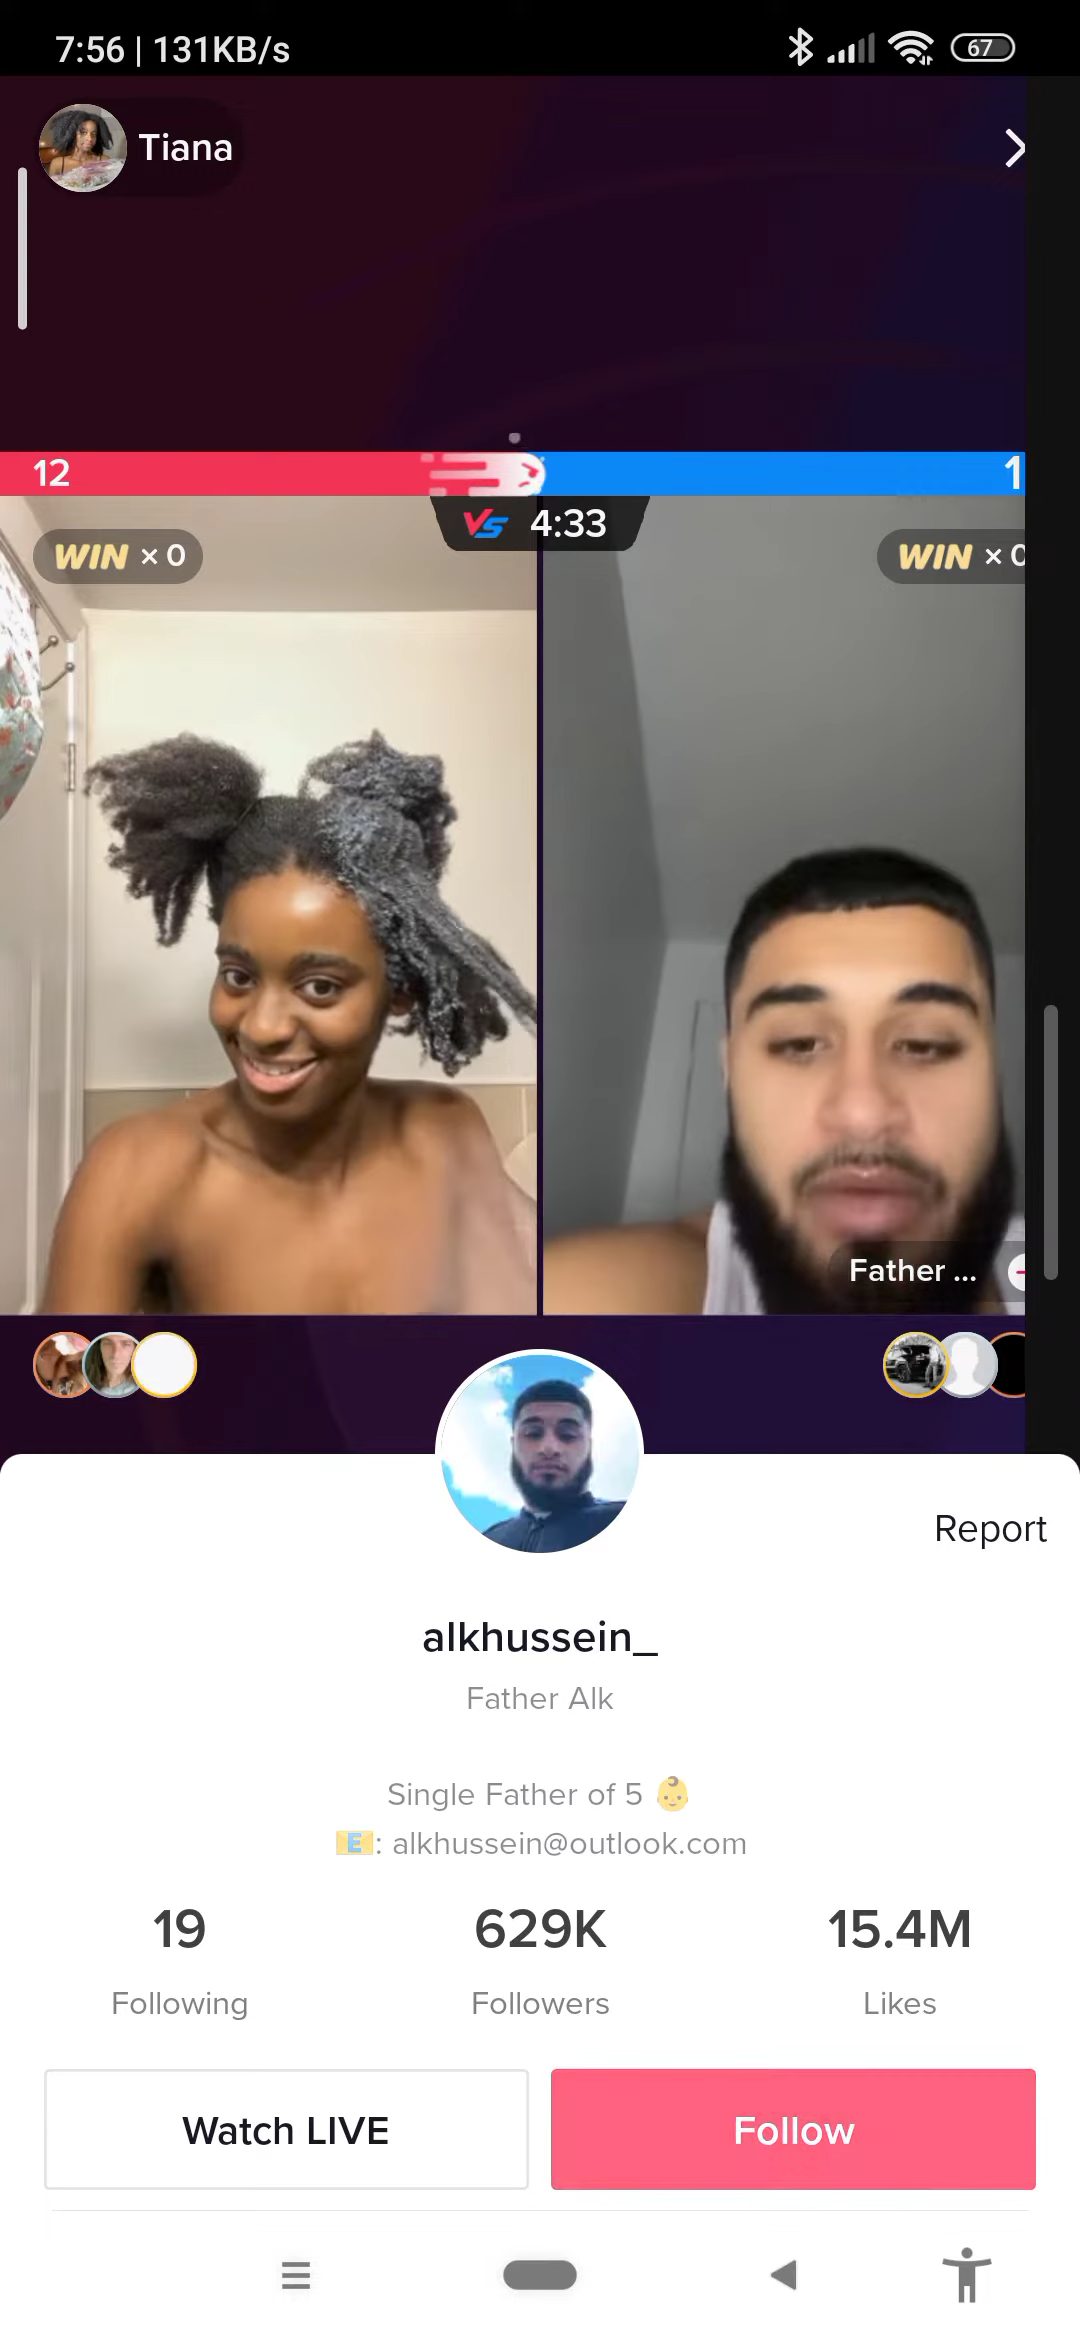 7:56 | 131KB/s
67
Tiana
12
1
VS 4:33
WIN × 0
WIN × 0
Father ...
Report
alkhussein_
Father Alk
Single Father of 5 👶
📧: alkhussein@outlook.com
19
629K
15.4M
Following
Followers
Likes
Watch LIVE
Follow